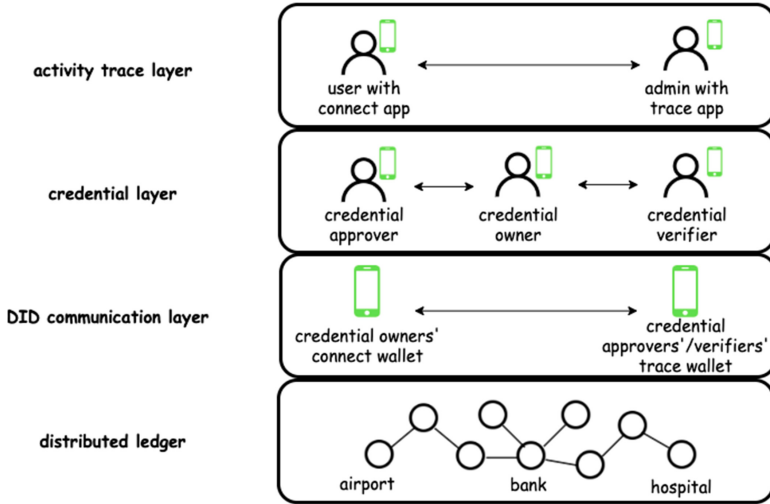 activity trace layer
user with
connect app
admin with
trace app
credential layer
credential
approver
credential
owner
credential
verifier
DID communication layer
credential owners'
connect wallet
credential
approvers'/verifiers'
trace wallet
distributed ledger
airport
bank
hospital